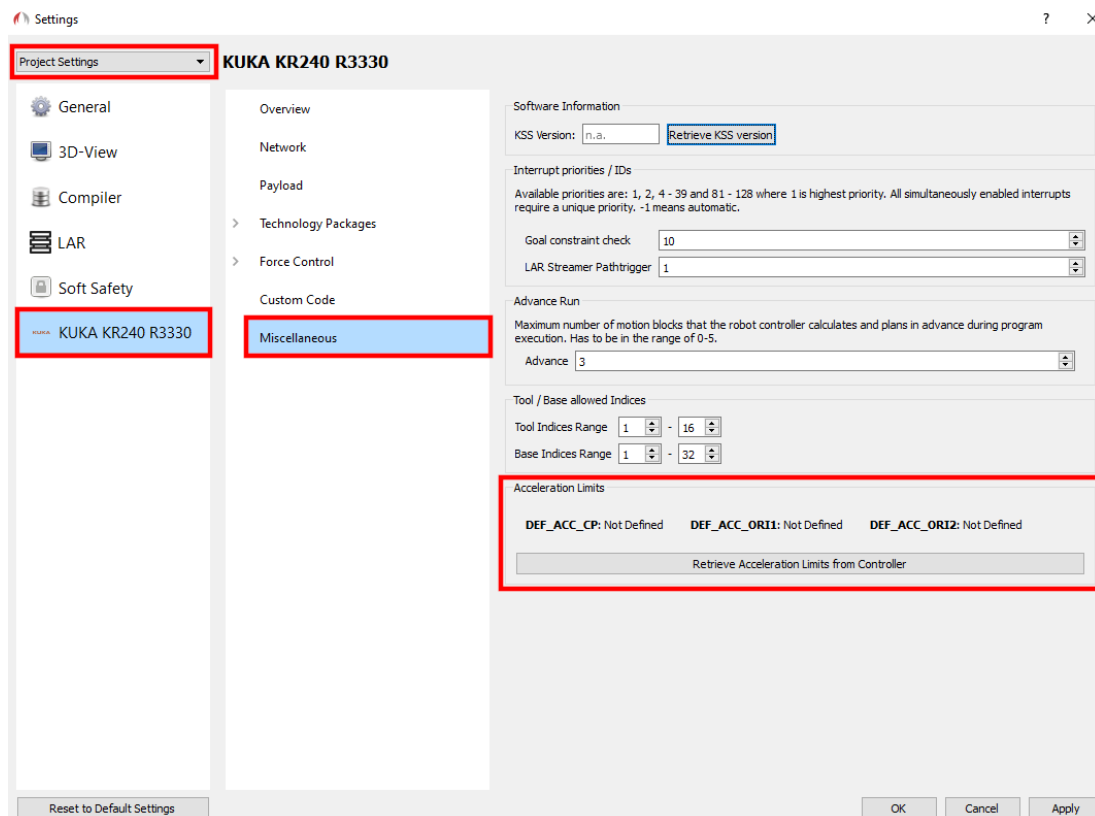 Settings
?
Project Settings
KUKA KR240 R3330
General
3D-View
Compiler
LAR
Soft Safety
KUKA KUKA KR240 R3330
Overview
Network
Payload
Technology Packages
Force Control
Custom Code
Miscellaneous
Software Information
KSS Version: n.a. Retrieve KSS version
Interrupt priorities / IDs
Available priorities are: 1, 2, 4 - 39 and 81 - 128 where 1 is highest priority. All simultaneously enabled interrupts
require a unique priority. -1 means automatic.
Goal constraint check 10
LAR Streamer Pathtrigger 1
Advance Run
Maximum number of motion blocks that the robot controller calculates and plans in advance during program
execution. Has to be in the range of 0-5.
Advance 3
Tool / Base allowed Indices
Tool Indices Range 1 - 16
Base Indices Range 1 - 32
Acceleration Limits
DEF_ACC_CP: Not Defined DEF_ACC_ORI1: Not Defined DEF_ACC_ORI2: Not Defined
Retrieve Acceleration Limits from Controller
Reset to Default Settings
OK Cancel Apply